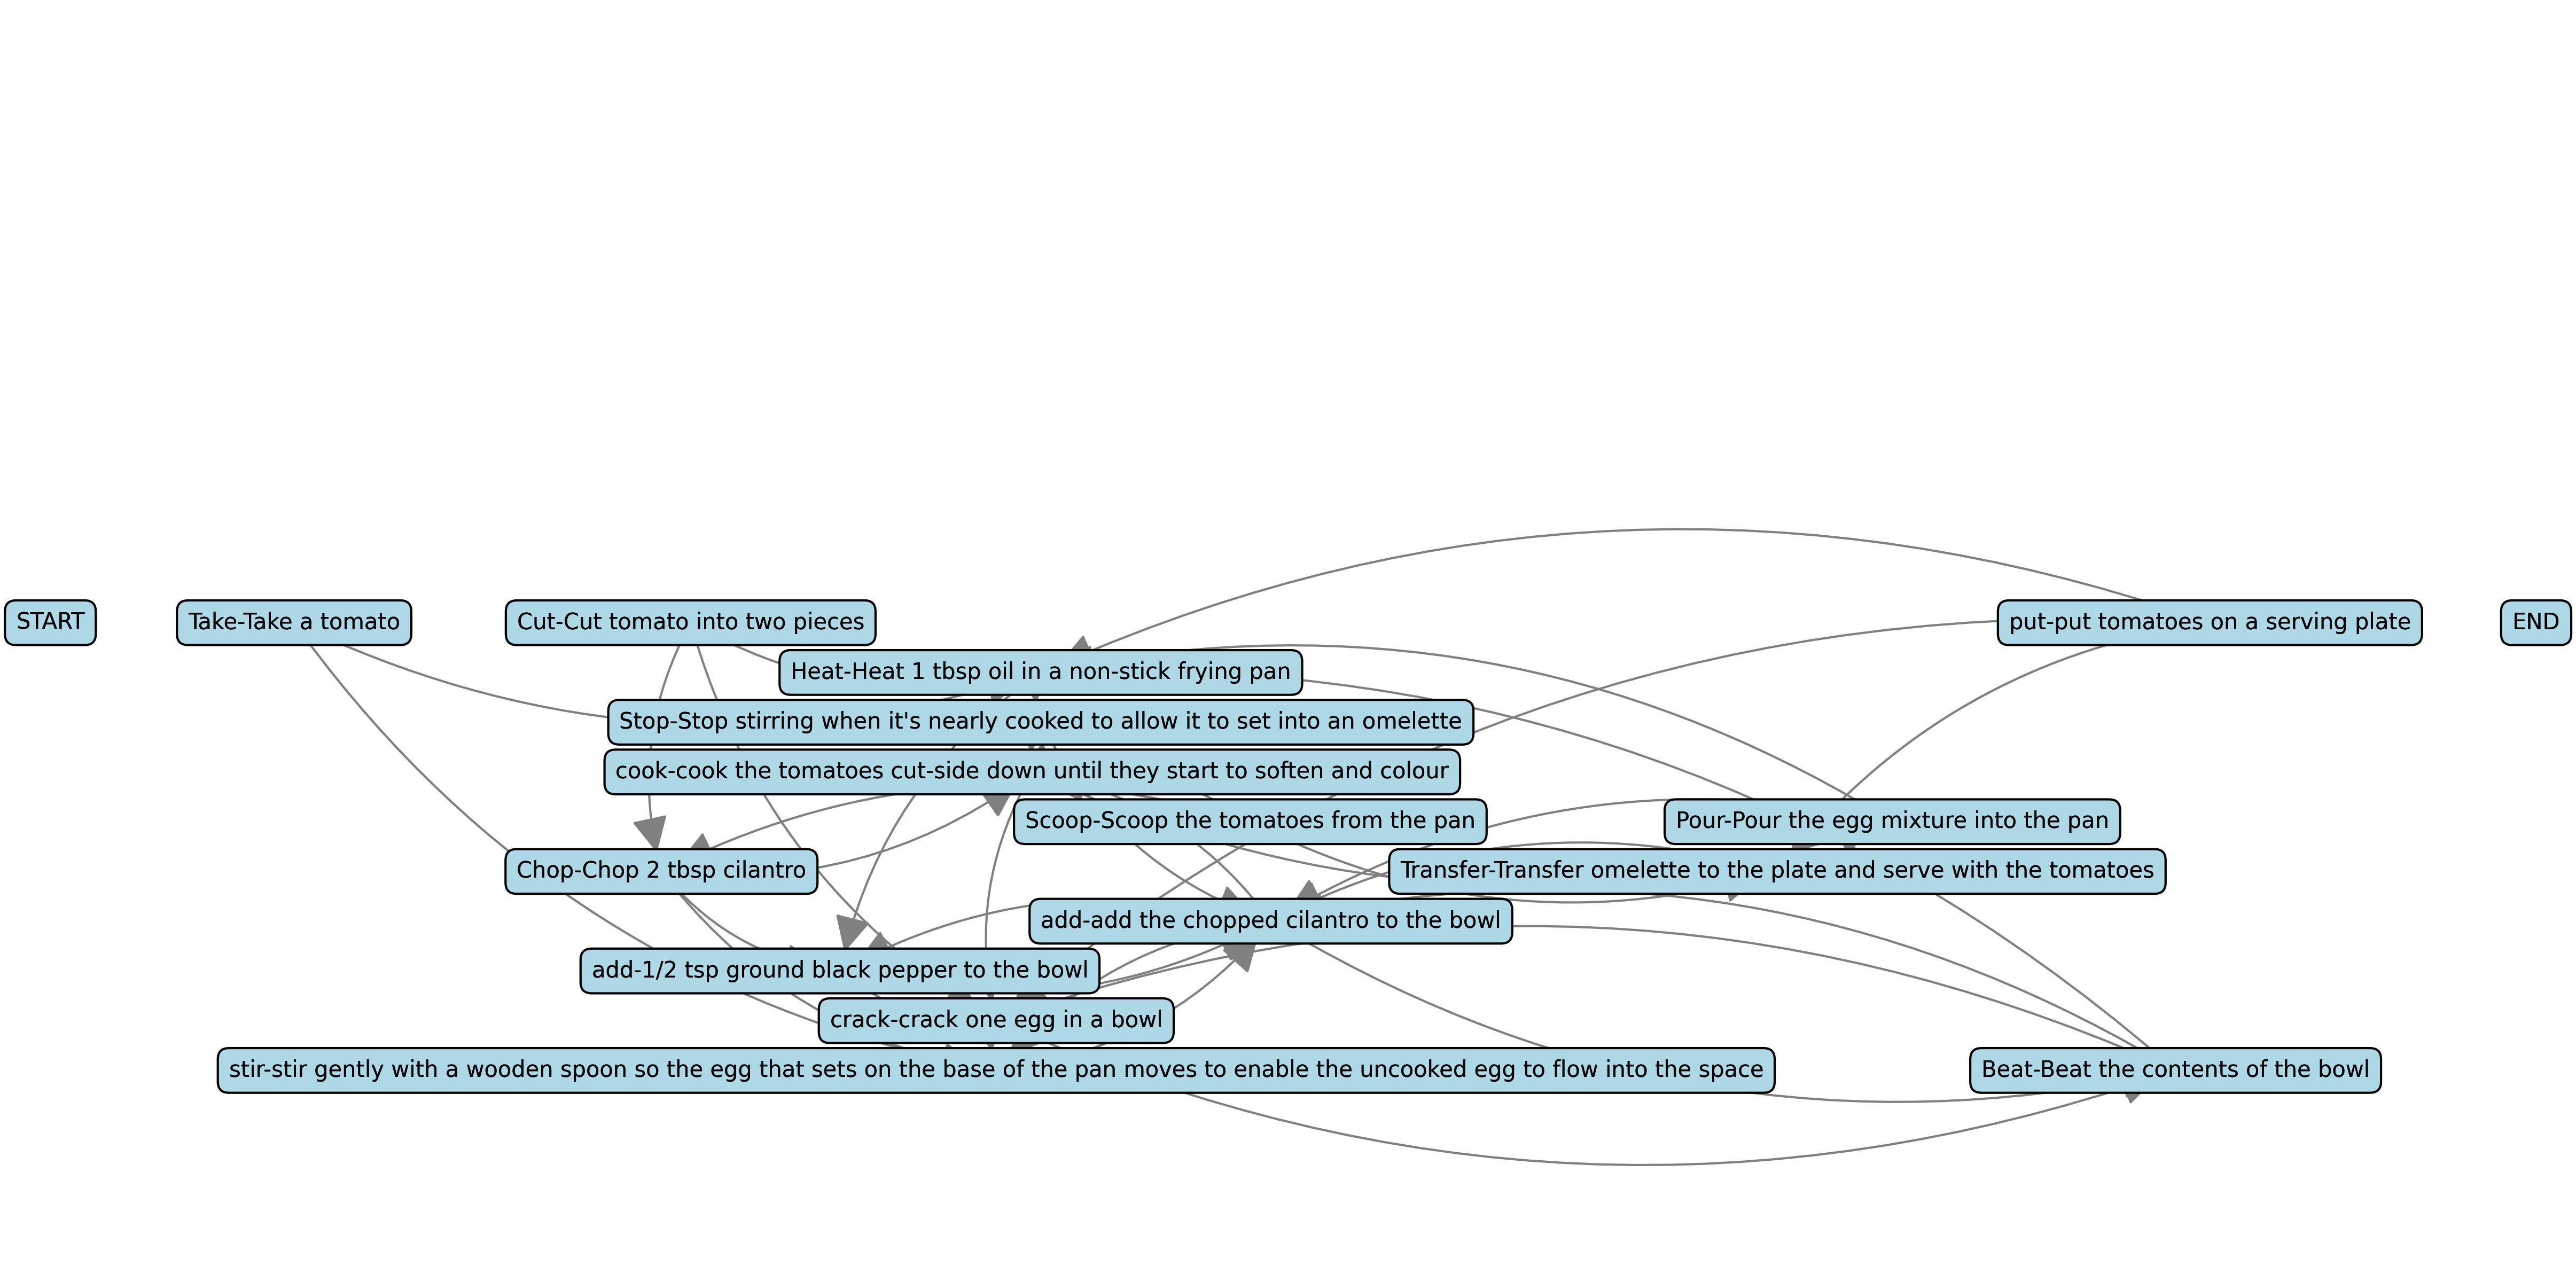 START
Take-Take a tomato
Cut-Cut tomato into two pieces
put-put tomatoes on a serving plate
END
Heat-Heat 1 tbsp oil in a non-stick frying pan
Stop-Stop stirring when it's nearly cooked to allow it to set into an omelette
cook-cook the tomatoes cut-side down until they start to soften and colour
Scoop-Scoop the tomatoes from the pan
Pour-Pour the egg mixture into the pan
Chop-Chop 2 tbsp cilantro
Transfer-Transfer omelette to the plate and serve with the tomatoes
add-add the chopped cilantro to the bowl
add-1/2 tsp ground black pepper to the bowl
crack-crack one egg in a bowl
stir-stir gently with a wooden spoon so the egg that sets on the base of the pan moves to enable the uncooked egg to flow into the space
Beat-Beat the contents of the bowl